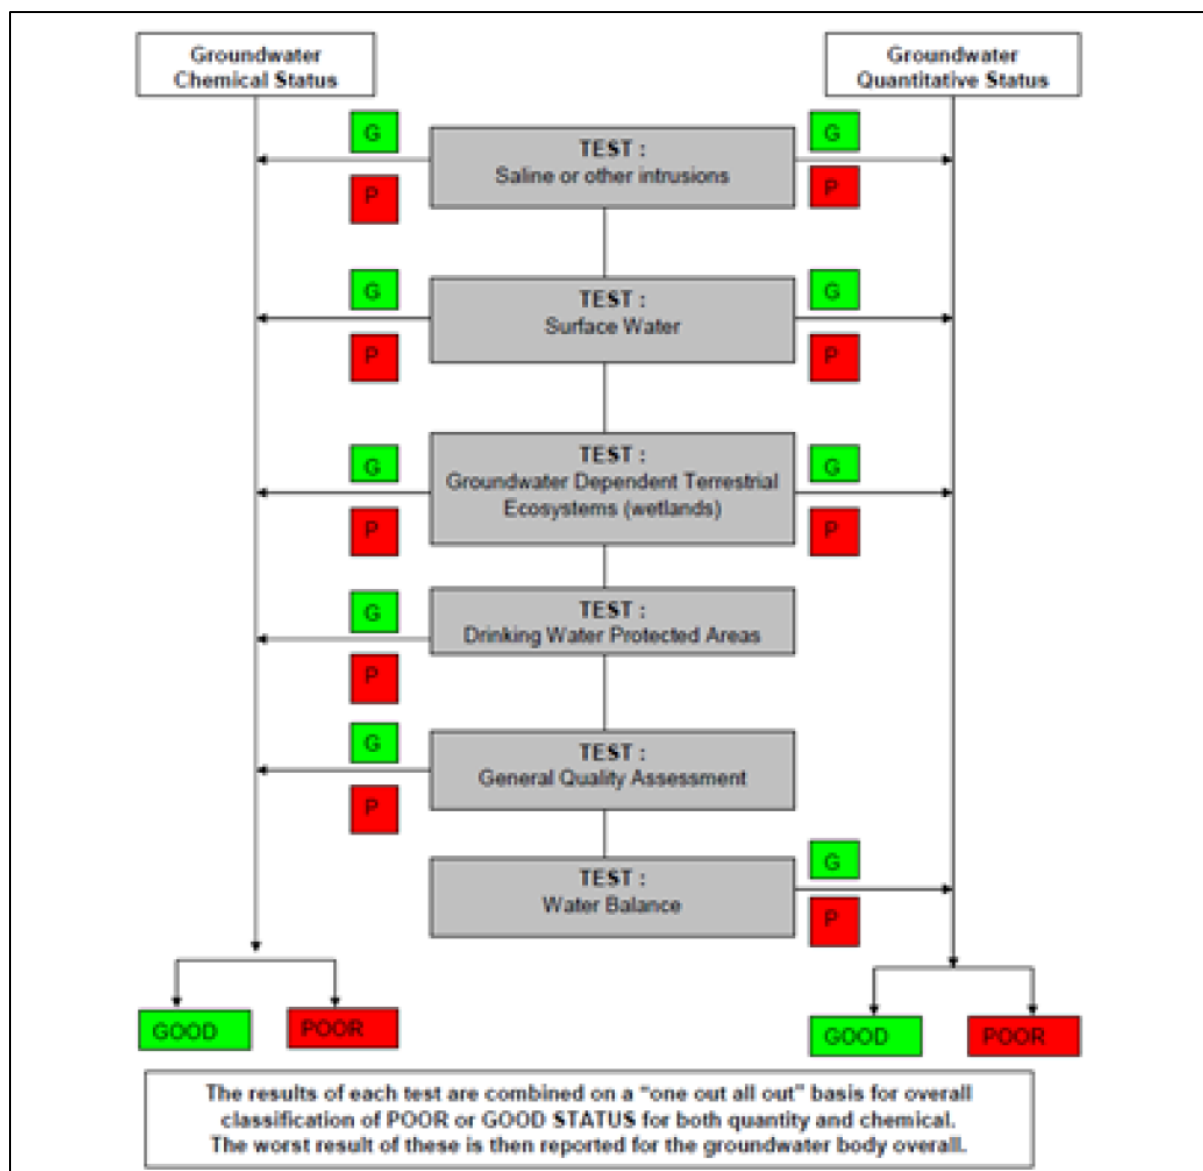 Groundwater
Chemical Status
Groundwater
Quantitative Status
G
G
TEST :
Saline or other intrusions
P
P
G
G
TEST :
Surface Water
P
P
G
G
TEST :
Groundwater Dependent Terrestrial
Ecosystems (wetlands)
P
P
G
TEST :
Drinking Water Protected Areas
P
G
TEST :
General Quality Assessment
P
G
TEST :
Water Balance
P
GOOD
POOR
GOOD
POOR
The results of each test are combined on a “one out all out” basis for overall
classification of POOR or GOOD STATUS for both quantity and chemical.
The worst result of these is then reported for the groundwater body overall.